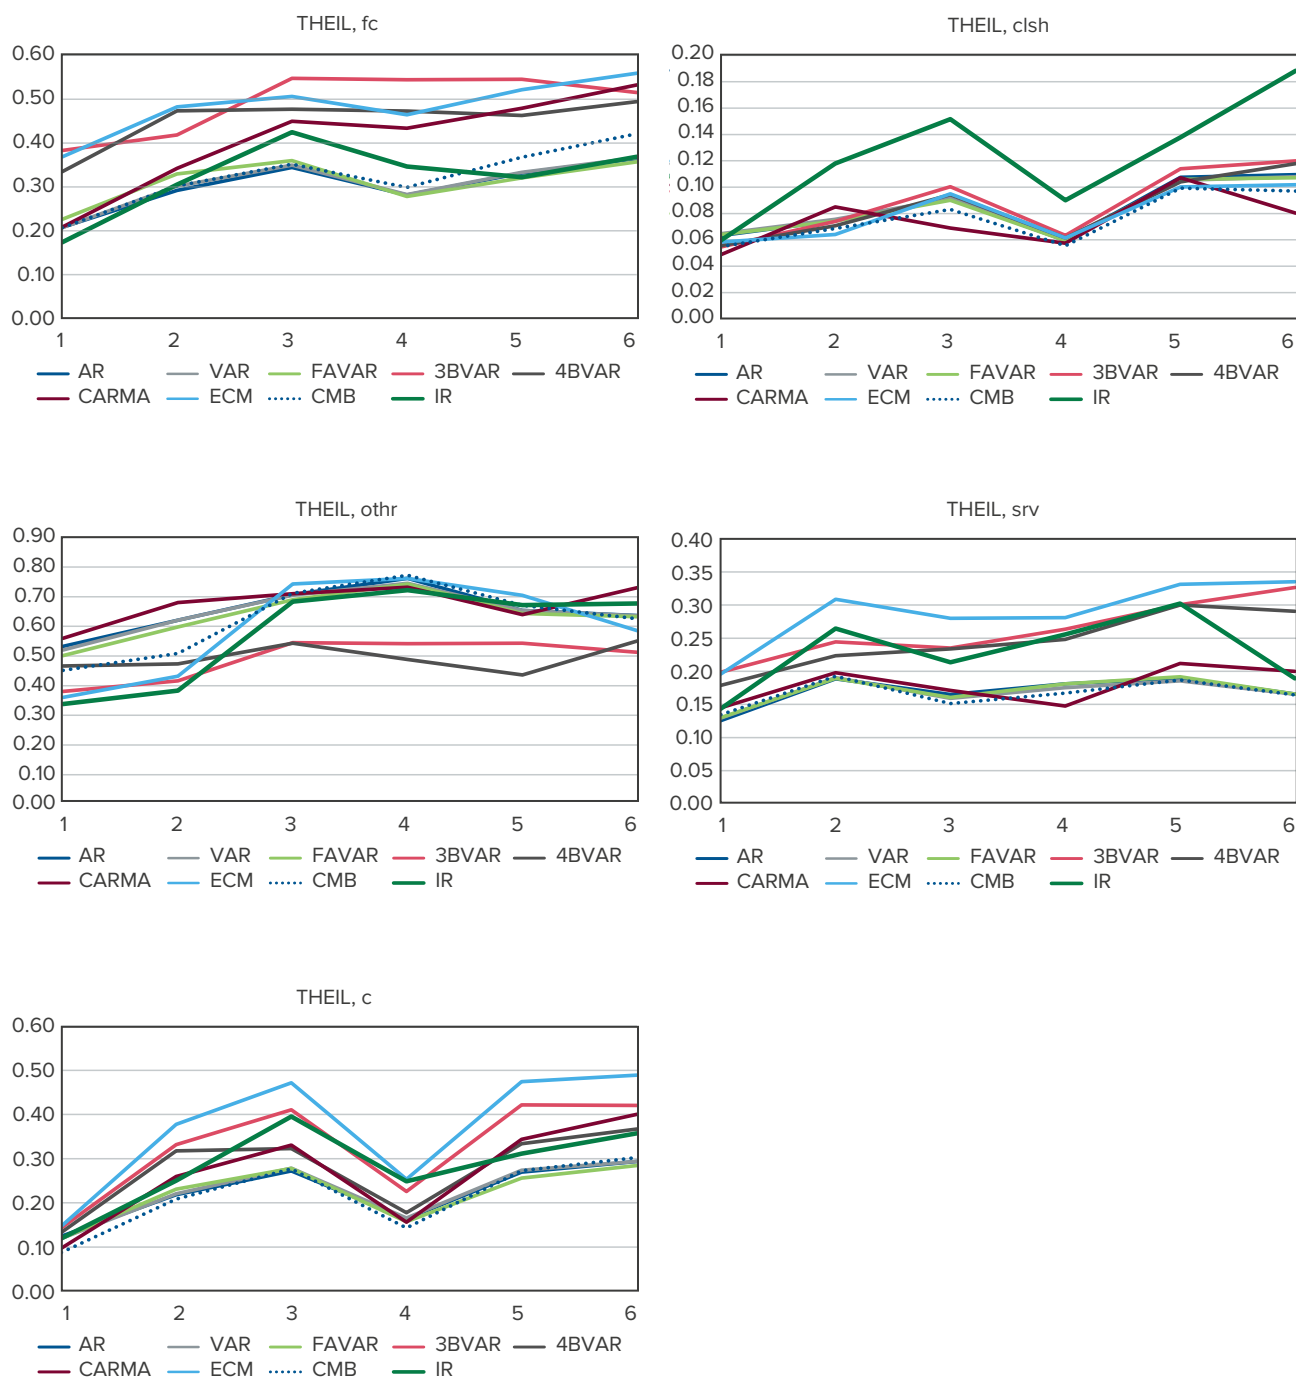 THEIL, fc
0.60
0.50
0.40
0.30
0.20
0.10
0.00
1 2 3 4 5 6
AR VAR FAVAR 3BVAR 4BVAR
CARMA ECM CMB IR
THEIL, clsh
0.20
0.18
0.16
0.14
0.12
0.10
0.08
0.06
0.04
0.02
0.00
1 2 3 4 5 6
AR VAR FAVAR 3BVAR 4BVAR
CARMA ECM CMB IR
THEIL, othr
0.90
0.80
0.70
0.60
0.50
0.40
0.30
0.20
0.10
0.00
1 2 3 4 5 6
AR VAR FAVAR 3BVAR 4BVAR
CARMA ECM CMB IR
THEIL, srv
0.40
0.35
0.30
0.25
0.20
0.15
0.10
0.05
0.00
1 2 3 4 5 6
AR VAR FAVAR 3BVAR 4BVAR
CARMA ECM CMB IR
THEIL, c
0.60
0.50
0.40
0.30
0.20
0.10
0.00
1 2 3 4 5 6
AR VAR FAVAR 3BVAR 4BVAR
CARMA ECM CMB IR